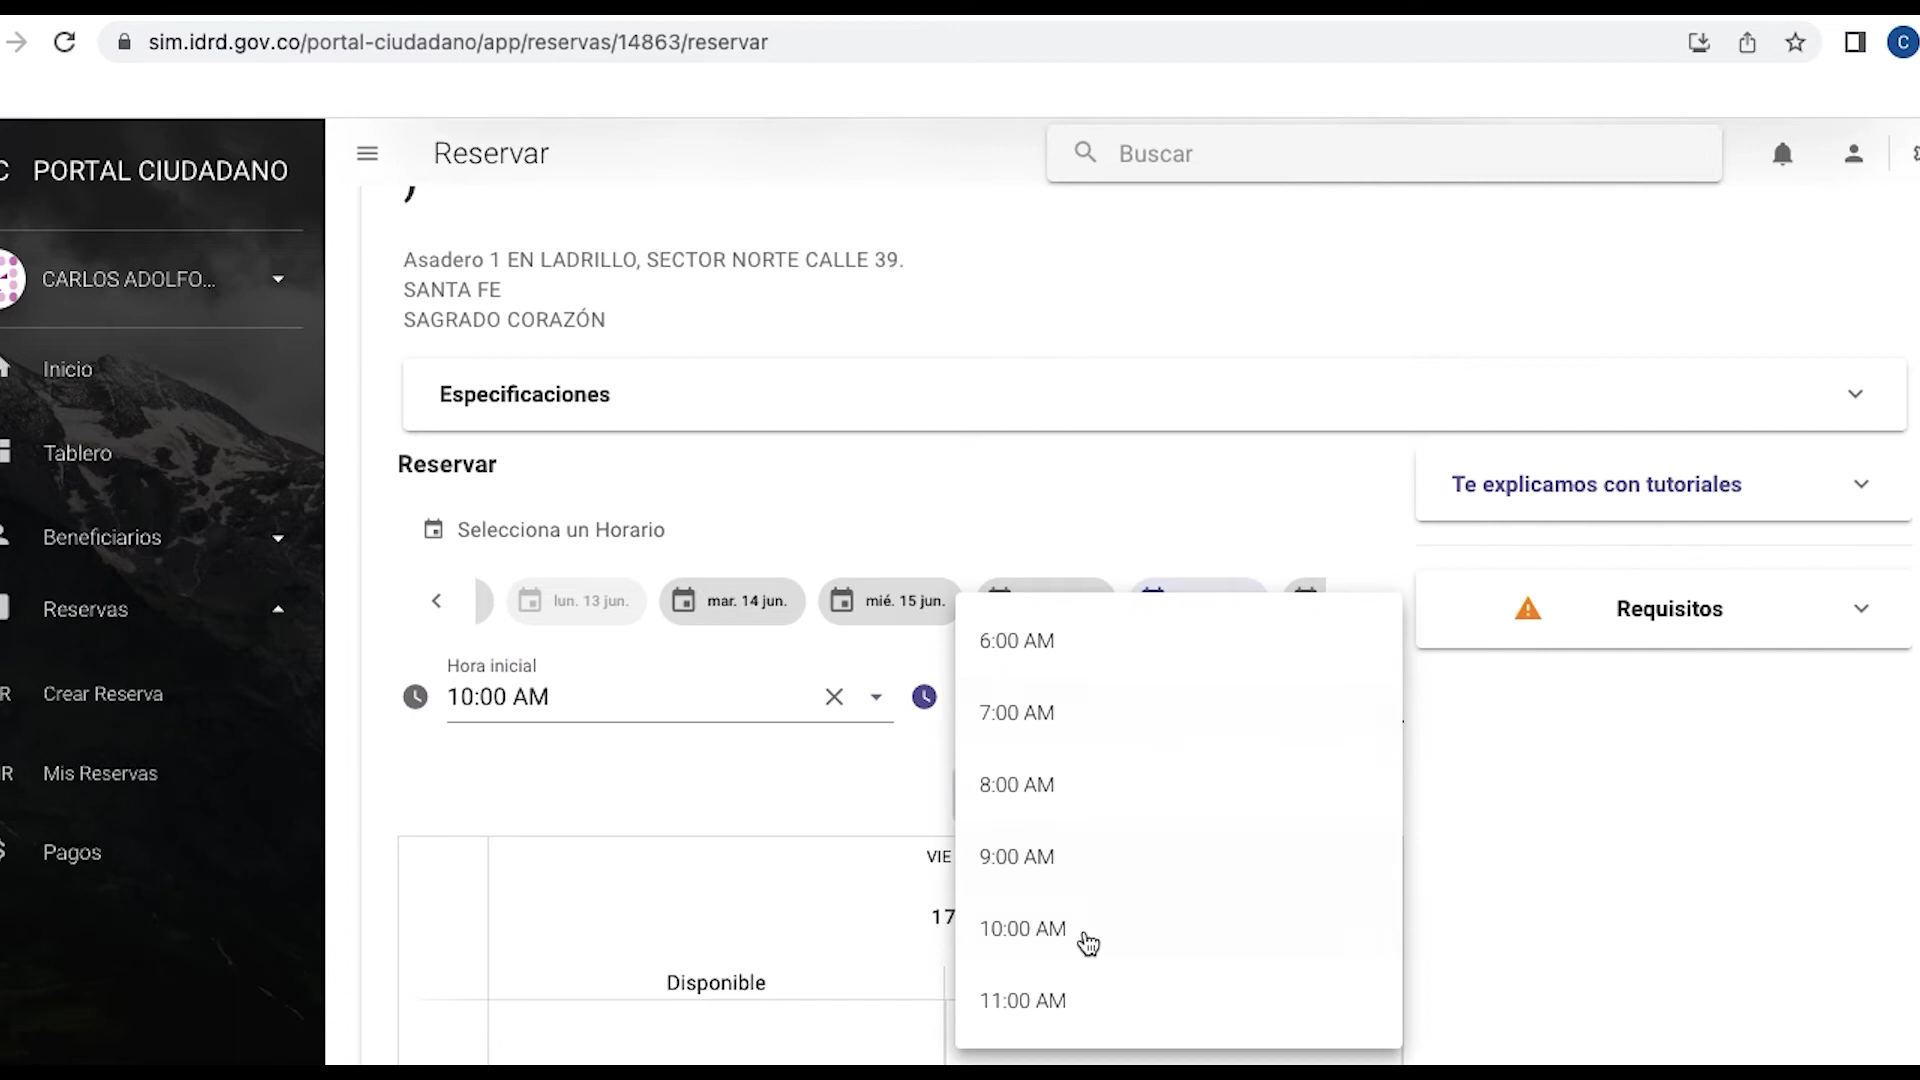 sim.idrd.gov.co/portal-ciudadano/app/reservas/14863/reservar
C
C PORTAL CIUDADANO
Reservar
Buscar
Asadero 1 EN LADRILLO, SECTOR NORTE CALLE 39.
SANTA FE
SAGRADO CORAZÓN
CARLOS ADOLFO...
Inicio
Tablero
Beneficiarios
Reservas
R Crear Reserva
R Mis Reservas
Pagos
Especificaciones
Reservar
Selecciona un Horario
lun. 13 jun.
mar. 14 jun.
mié. 15 jun.
Hora inicial
10:00 AM
6:00 AM
7:00 AM
8:00 AM
9:00 AM
10:00 AM
11:00 AM
VIE
17
Disponible
Te explicamos con tutoriales
Requisitos